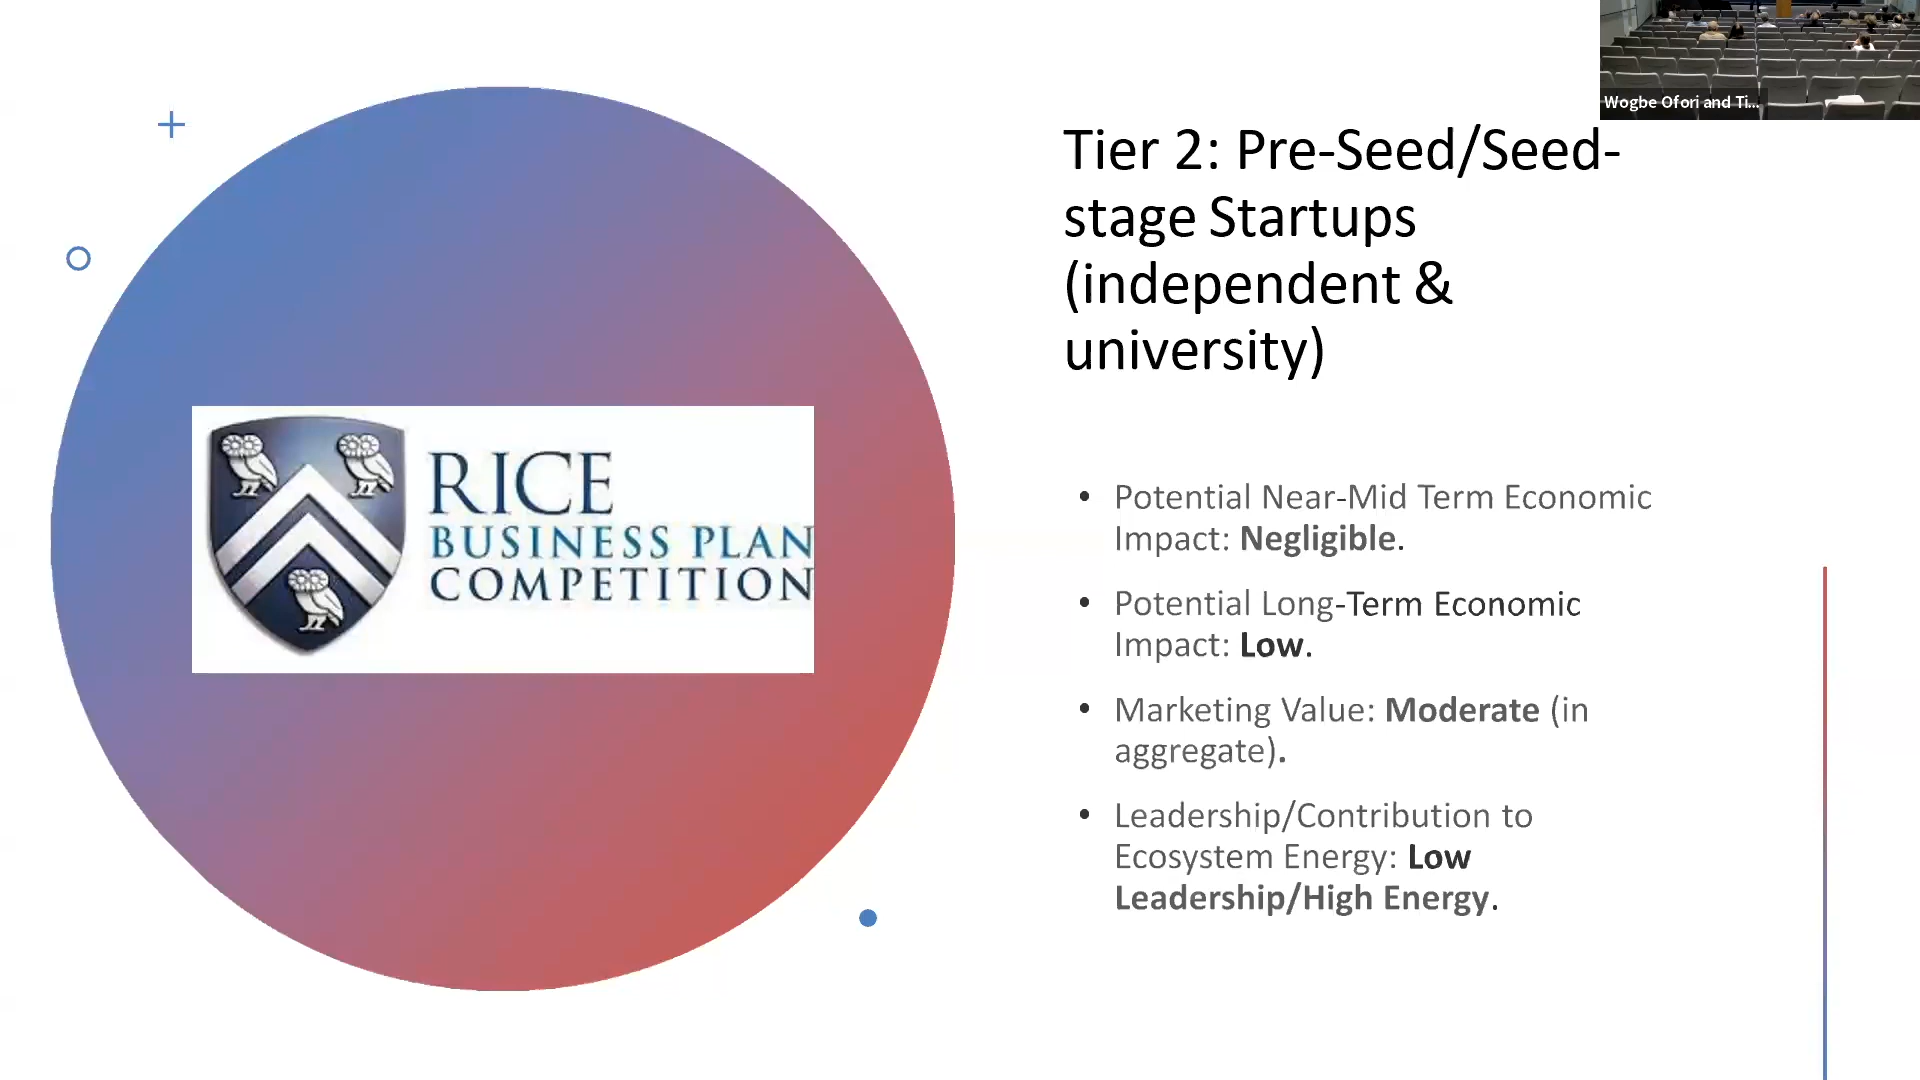 Wogbe Ofori and Ti...
Tier 2: Pre-Seed/Seed-
stage Startups
(independent &
university)
RICE
BUSINESS PLAN
COMPETITION
• Potential Near-Mid Term Economic
Impact: Negligible.
• Potential Long-Term Economic
Impact: Low.
• Marketing Value: Moderate (in
aggregate).
• Leadership/Contribution to
Ecosystem Energy: Low
Leadership/High Energy.